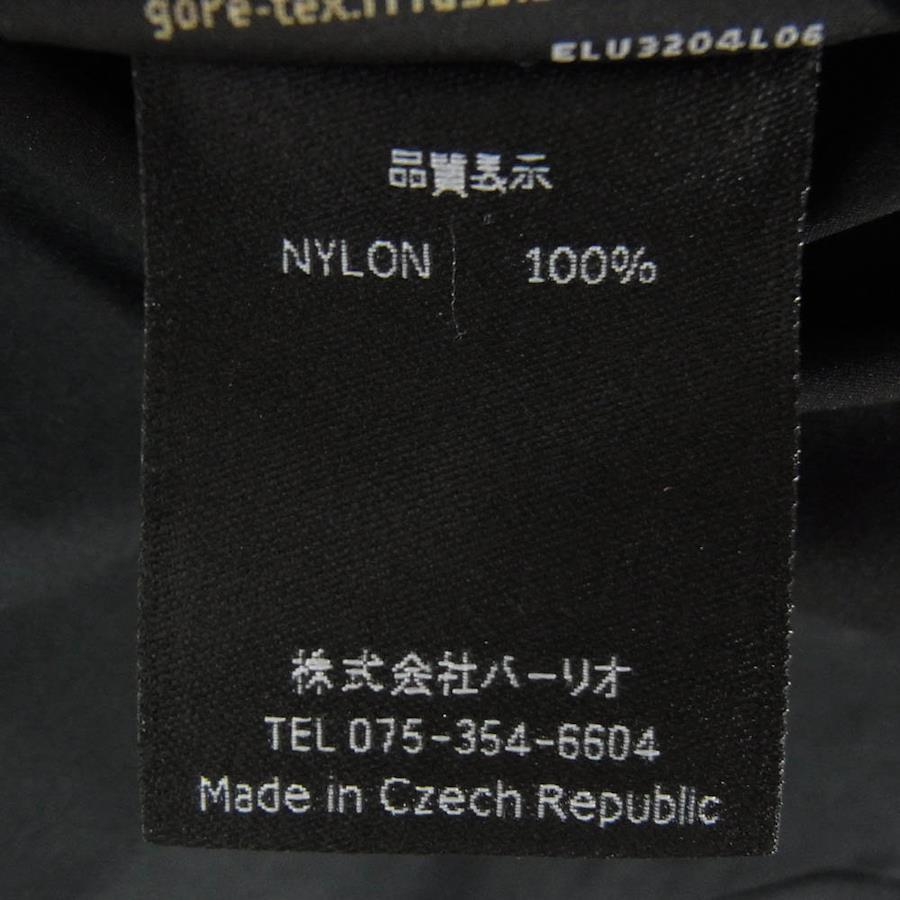 ELU3204L06
品質表示
NYLON 100%
株式会社バーリオ
TEL 075-354-6604
Made in Czech Republic